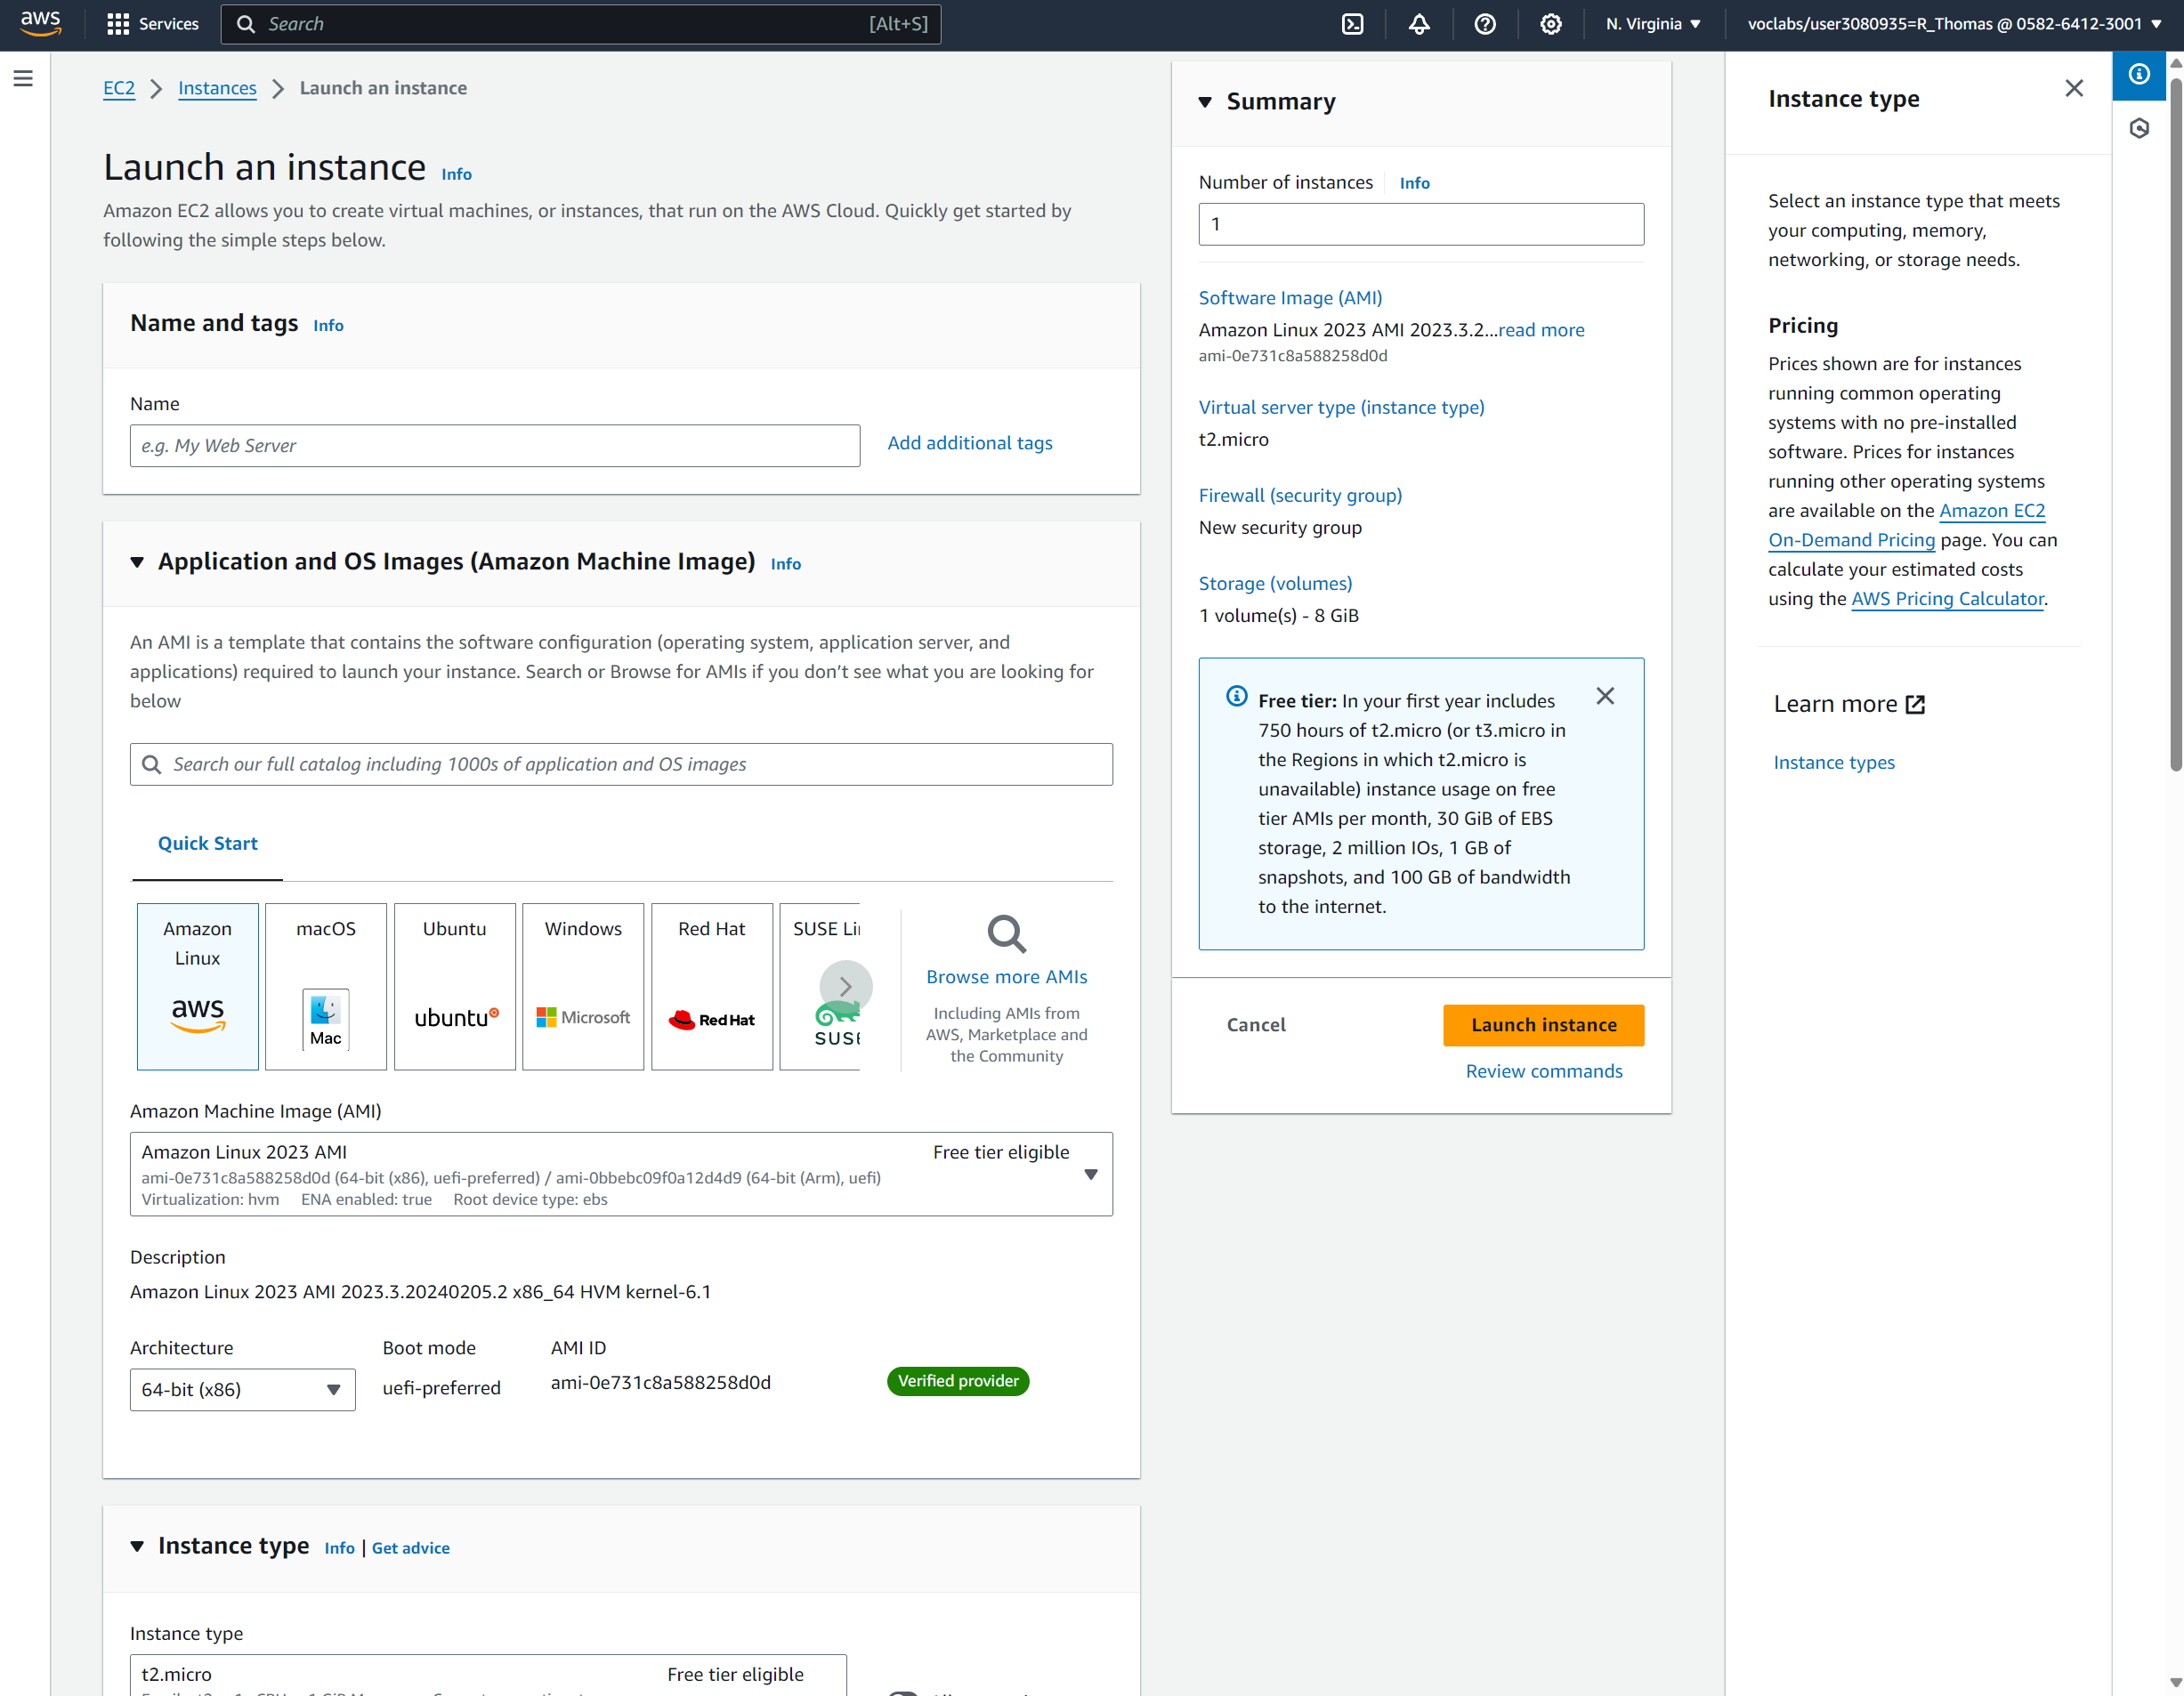 aws
Services
Search
[Alt+S]
N. Virginia
voclabs/user3080935=R_Thomas @ 0582-6412-3001
EC2
Instances
Launch an instance
Launch an instance Info
Amazon EC2 allows you to create virtual machines, or instances, that run on the AWS Cloud. Quickly get started by
following the simple steps below.
Name and tags Info
Name
e.g. My Web Server
Add additional tags
Application and OS Images (Amazon Machine Image) Info
An AMI is a template that contains the software configuration (operating system, application server, and
applications) required to launch your instance. Search or Browse for AMIs if you don’t see what you are looking for
below
Search our full catalog including 1000s of application and OS images
Quick Start
Amazon
Linux
aws
macOS
Mac
Ubuntu
ubuntu
Windows
Microsoft
Red Hat
Red Hat
SUSE Li
SUSE
Browse more AMIs
Including AMIs from
AWS, Marketplace and
the Community
Amazon Machine Image (AMI)
Amazon Linux 2023 AMI
Free tier eligible
ami-0e731c8a588258d0d (64-bit (x86), uefi-preferred) / ami-0bbebc09f0a12d4d9 (64-bit (Arm), uefi)
Virtualization: hvm ENA enabled: true Root device type: ebs
Description
Amazon Linux 2023 AMI 2023.3.20240205.2 x86_64 HVM kernel-6.1
Architecture
64-bit (x86)
Boot mode
uefi-preferred
AMI ID
ami-0e731c8a588258d0d
Verified provider
Instance type Info | Get advice
Instance type
t2.micro
Free tier eligible
Summary
Number of instances Info
1
Software Image (AMI)
Amazon Linux 2023 AMI 2023.3.2...read more
ami-0e731c8a588258d0d
Virtual server type (instance type)
t2.micro
Firewall (security group)
New security group
Storage (volumes)
1 volume(s) - 8 GiB
Free tier: In your first year includes
750 hours of t2.micro (or t3.micro in
the Regions in which t2.micro is
unavailable) instance usage on free
tier AMIs per month, 30 GiB of EBS
storage, 2 million IOs, 1 GB of
snapshots, and 100 GB of bandwidth
to the internet.
Cancel
Launch instance
Review commands
Instance type
Select an instance type that meets
your computing, memory,
networking, or storage needs.
Pricing
Prices shown are for instances
running common operating
systems with no pre-installed
software. Prices for instances
running other operating systems
are available on the Amazon EC2
On-Demand Pricing page. You can
calculate your estimated costs
using the AWS Pricing Calculator.
Learn more
Instance types